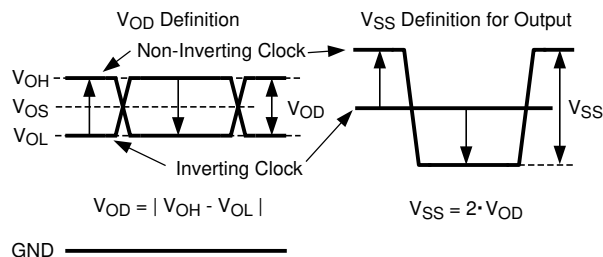 VOD Definition
VSS Definition for Output
Non-Inverting Clock
VOH
VOS
VOL
VOD
VSS
Inverting Clock
VOD = | VOH - VOL |
VSS = 2· VOD
GND